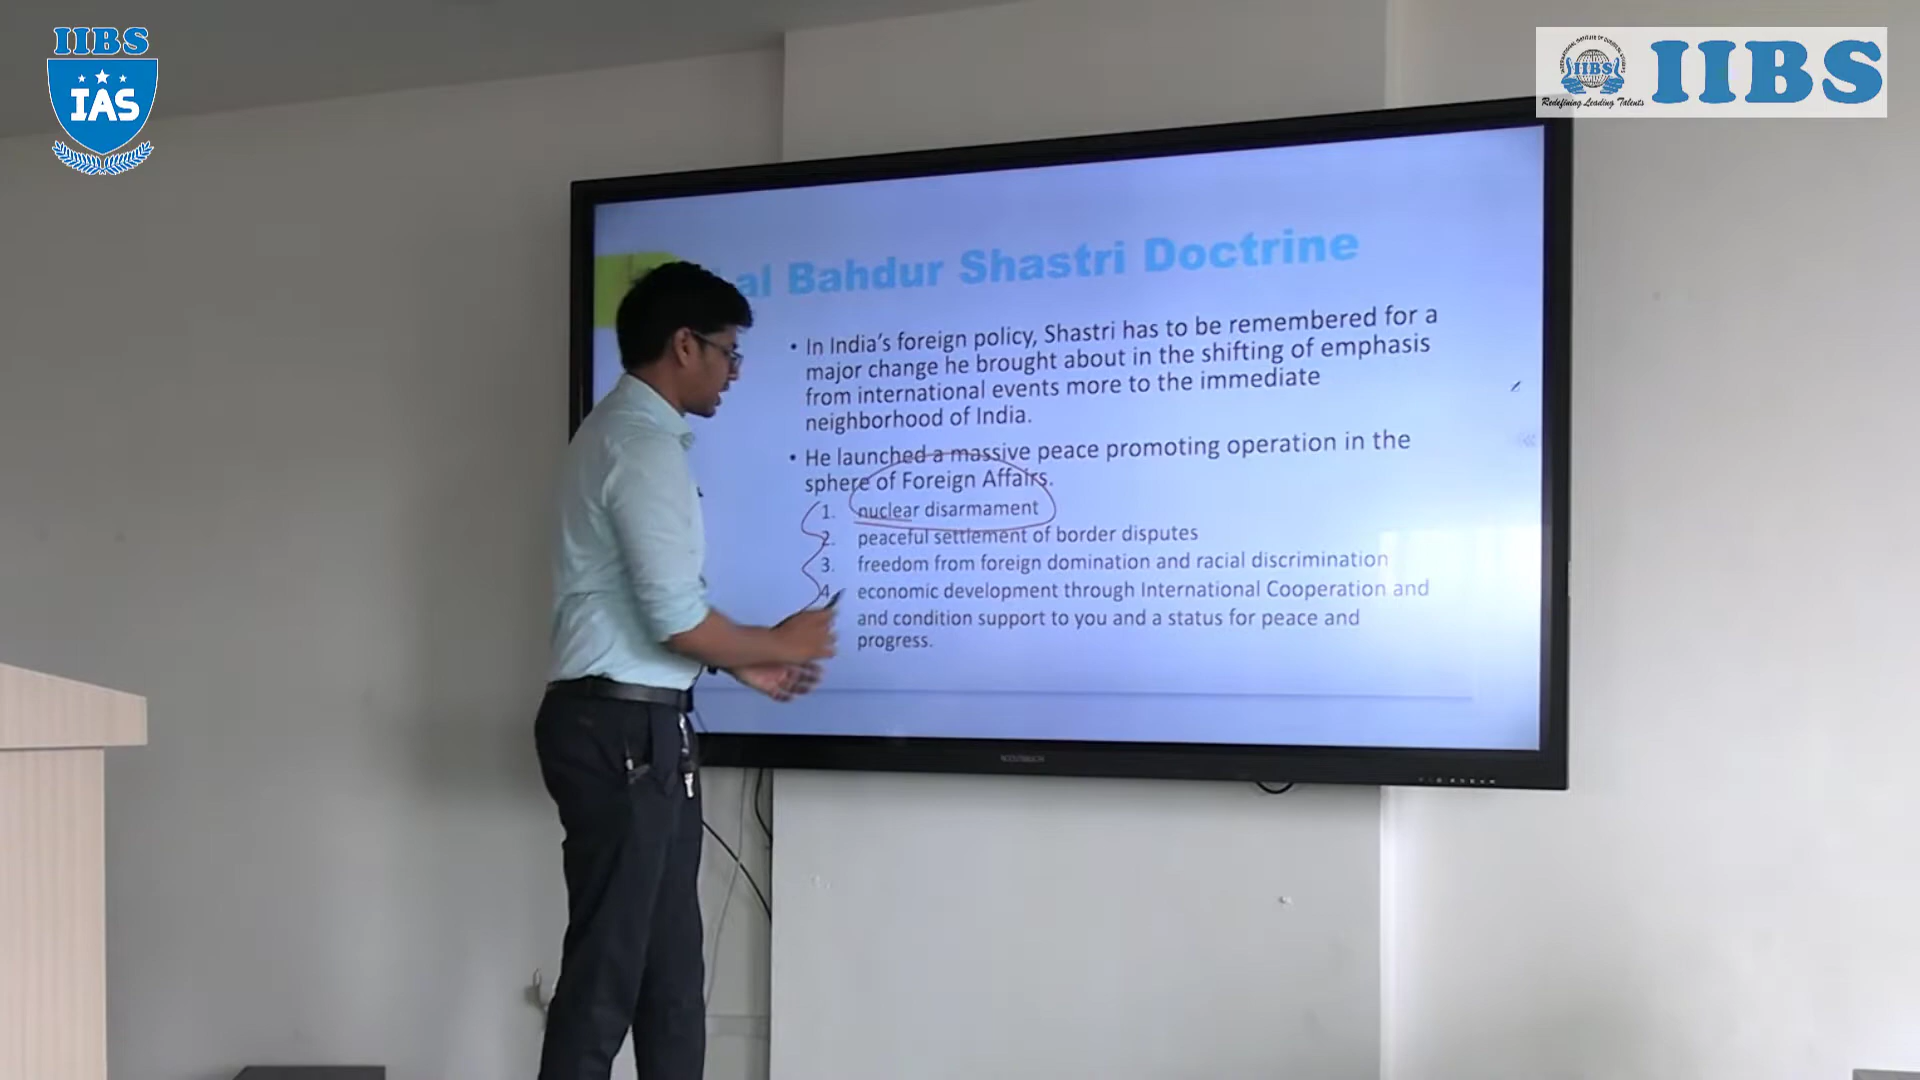 IIBS
IAS
IIBS
Redefining Leading Talents
IIBS
al Bahdur Shastri Doctrine
• In India's foreign policy, Shastri has to be remembered for a
major change he brought about in the shifting of emphasis
from international events more to the immediate
neighborhood of India.
• He launched a massive peace promoting operation in the
sphere of Foreign Affairs.
1. nuclear disarmament
2. peaceful settlement of border disputes
3. freedom from foreign domination and racial discrimination
4. economic development through International Cooperation and
and condition support to you and a status for peace and
progress.